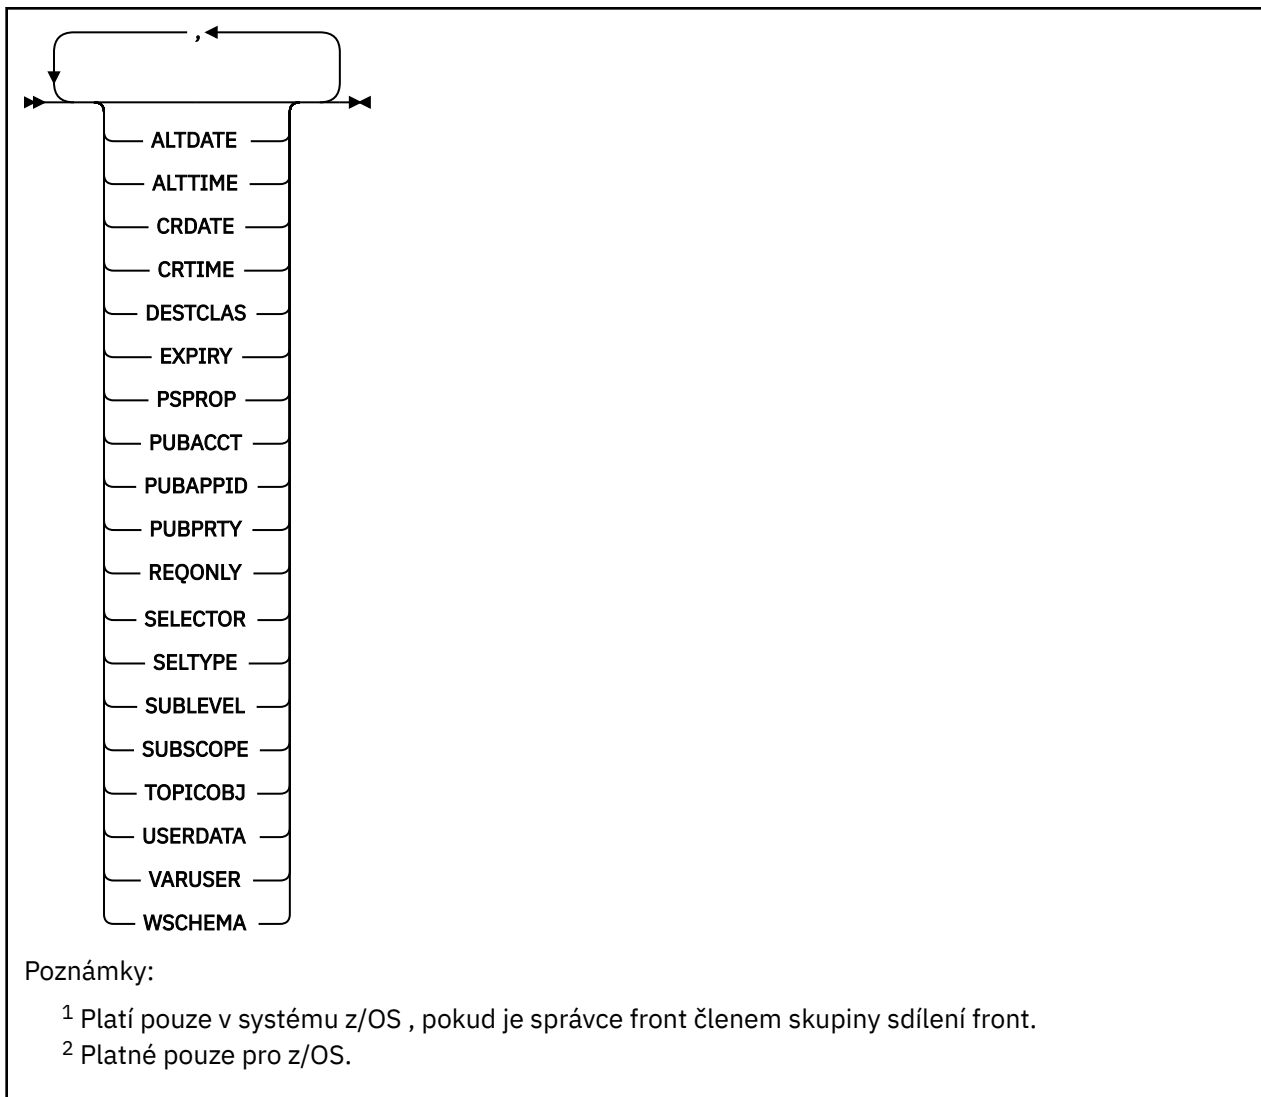 ,
ALTDATE
ALTTIME
CRDATE
CRTIME
DESTCLAS
EXPIRY
PSPROP
PUBACCT
PUBAPPID
PUBPRTY
REQONLY
SELECTOR
SELTYPE
SUBLEVEL
SUBSCOPE
TOPICOBJ
USERDATA
VARUSER
WSCHEMA
Poznámky:
1 Platí pouze v systému z/OS , pokud je správce front členem skupiny sdílení front.
2 Platné pouze pro z/OS.